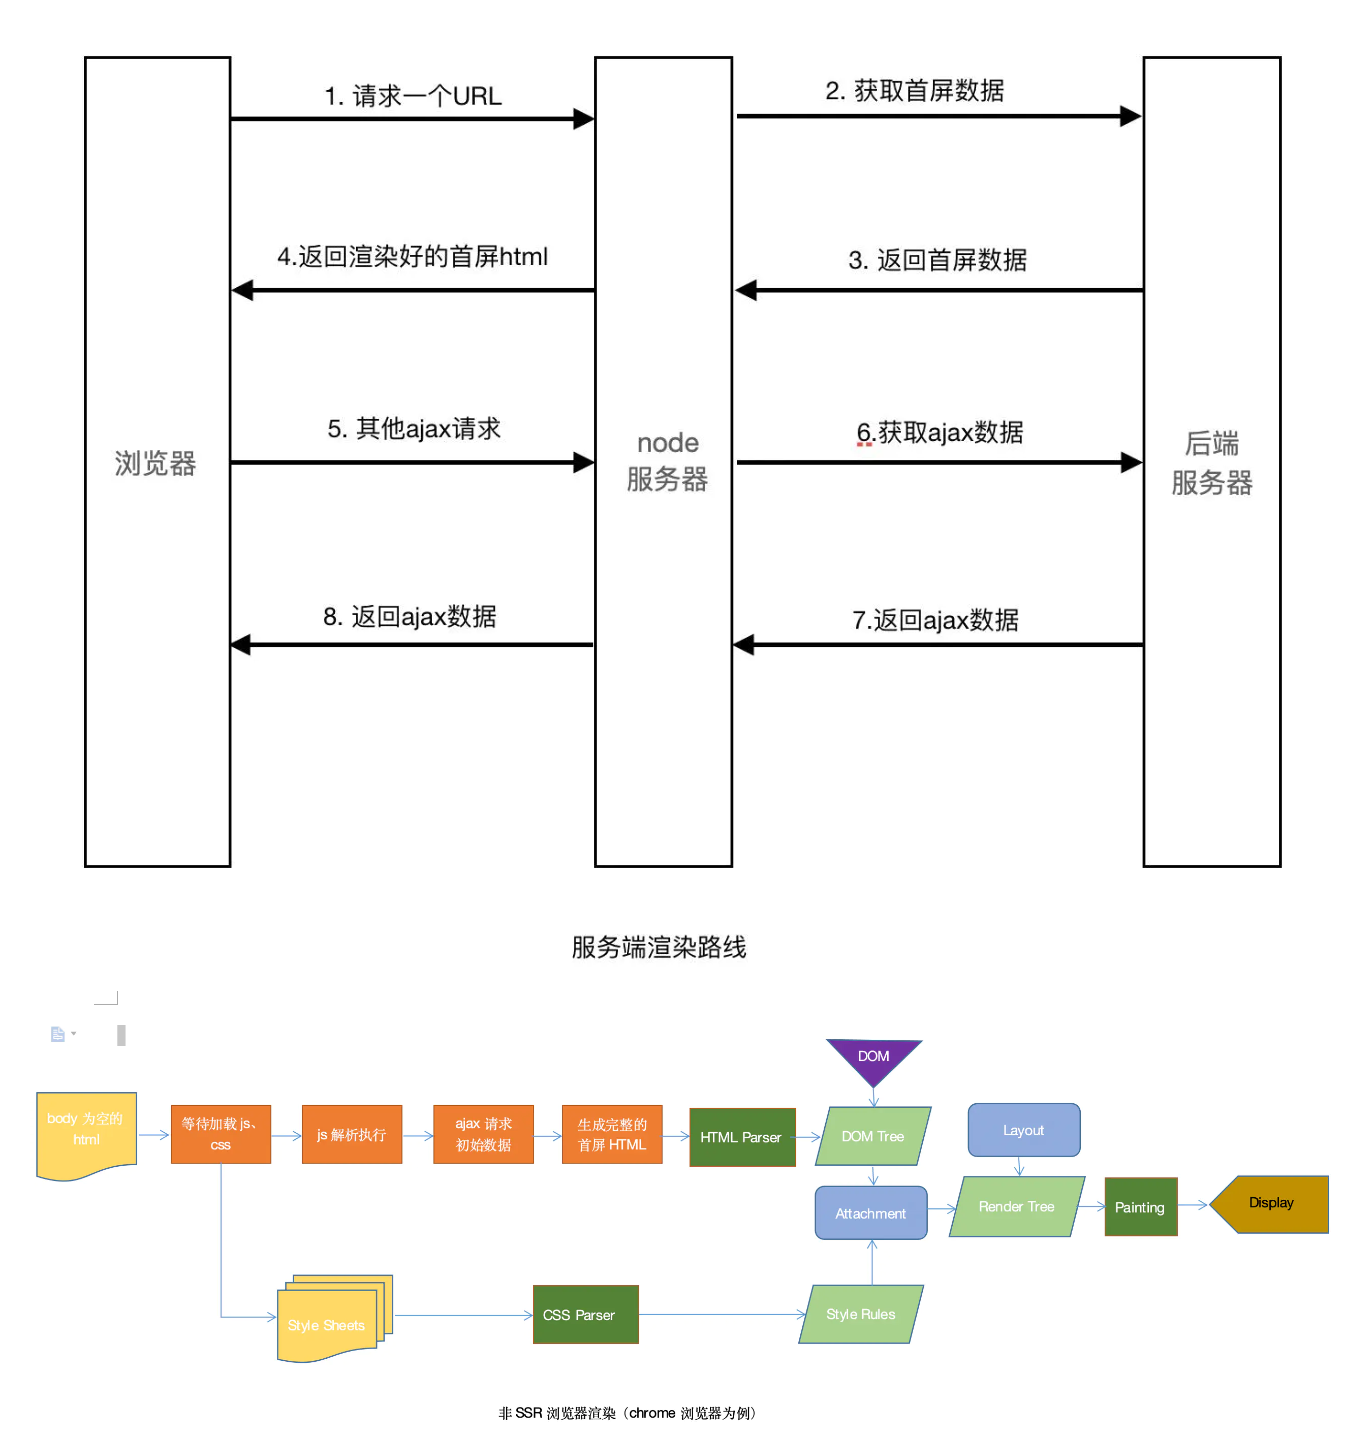 1. 请求一个URL
2. 获取首屏数据
4.返回渲染好的首屏html
3. 返回首屏数据
5. 其他ajax请求
6.获取ajax数据
浏览器
node
服务器
后端
服务器
8. 返回ajax数据
7.返回ajax数据
服务端渲染路线
DOM
body 为空的
html
等待加载 js、
css
js 解析执行
ajax 请求
初始数据
生成完整的
首屏 HTML
HTML Parser
DOM Tree
Layout
Attachment
Render Tree
Painting
Display
Style Sheets
CSS Parser
Style Rules
非 SSR 浏览器渲染（chrome 浏览器为例）